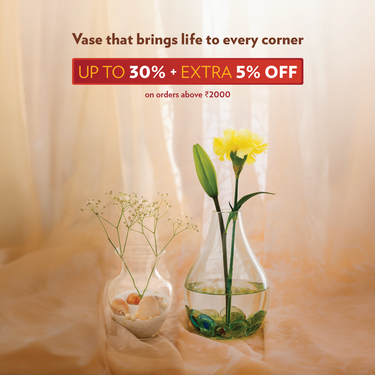 Vase that brings life to every corner
UP TO 30% + EXTRA 5% OFF
on orders above ₹2000